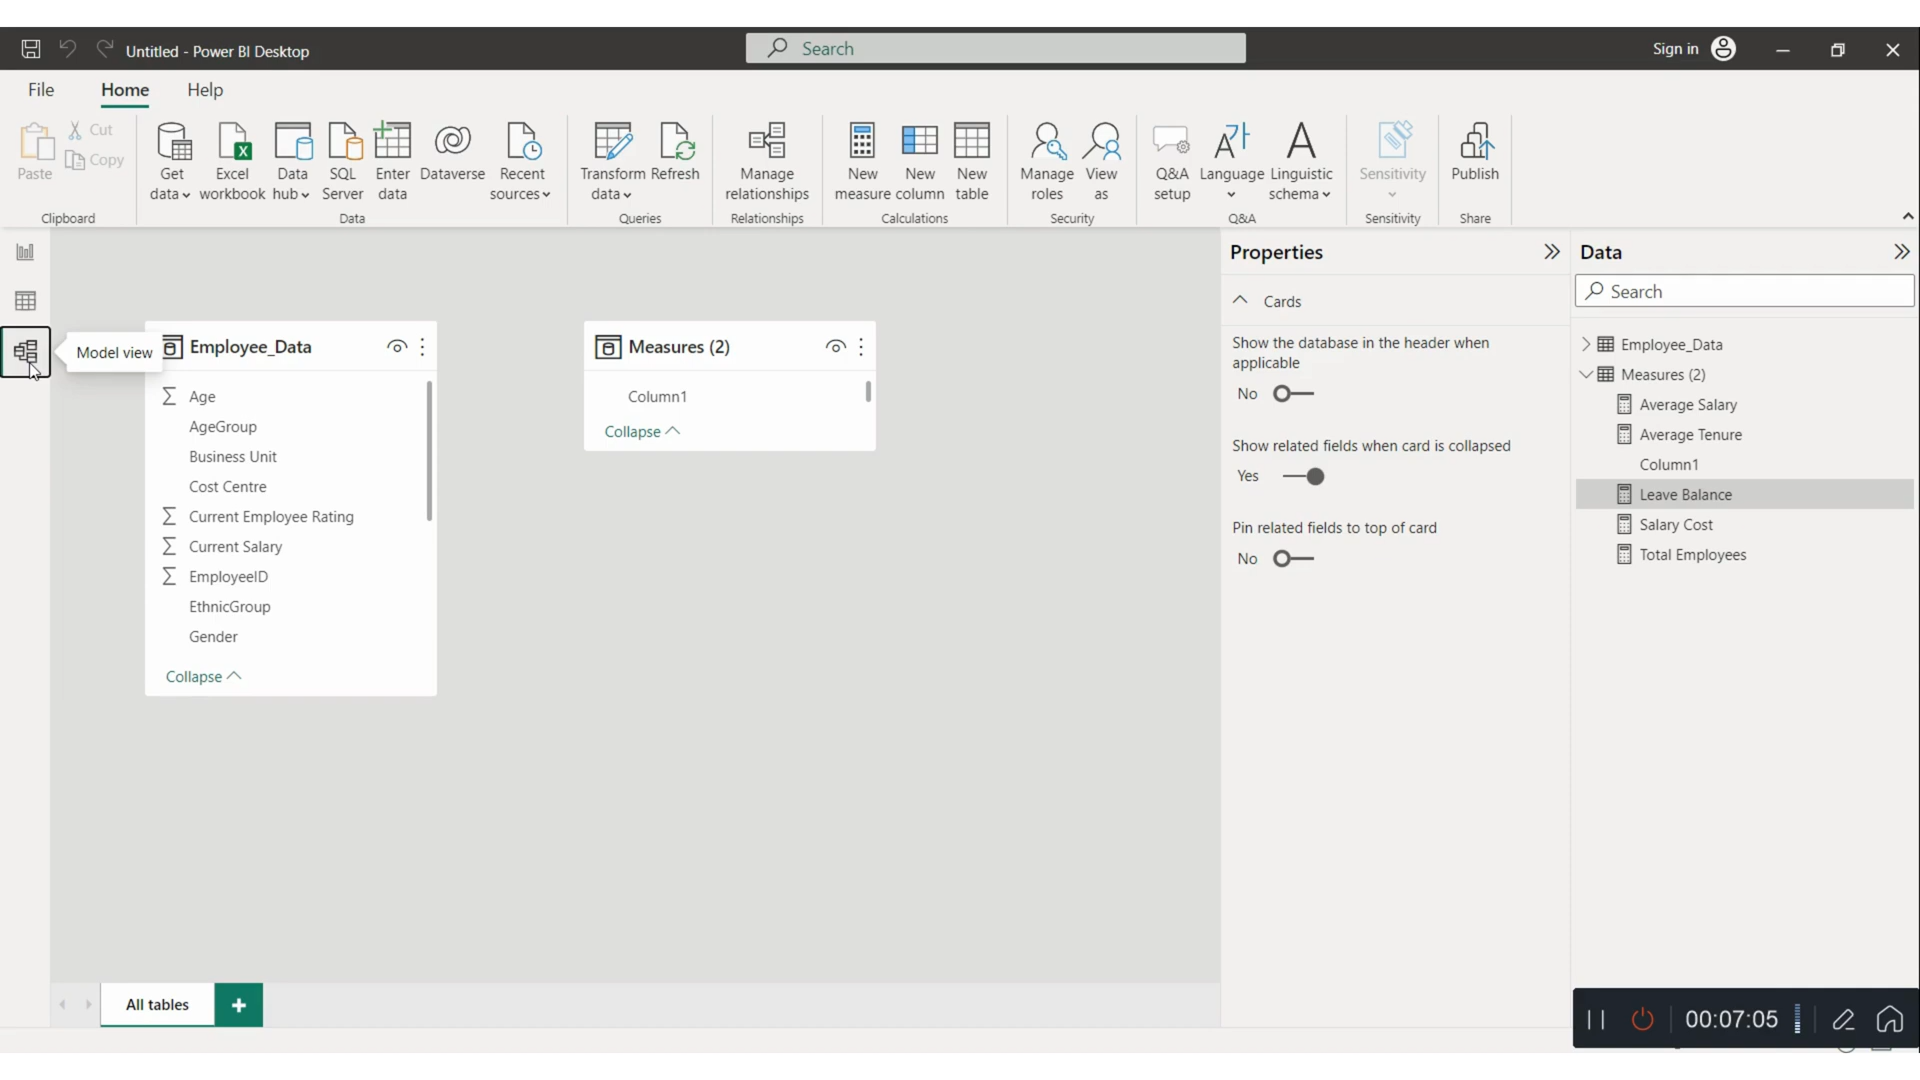 Untitled - Power BI Desktop
Search
Sign in
File
Home
Help
Paste
Cut
Copy
Clipboard
Get data
Excel workbook
Data hub
SQL Server
Enter data
Dataverse
Recent sources
Data
Transform data
Refresh
Queries
Manage relationships
Relationships
New measure
New column
New table
Calculations
Manage roles
View as
Security
Q&A setup
Language
Linguistic schema
Q&A
Sensitivity
Sensitivity
Publish
Share
Model view
Employee_Data
Age
AgeGroup
Business Unit
Cost Centre
Current Employee Rating
Current Salary
EmployeeID
EthnicGroup
Gender
Collapse
Measures (2)
Column1
Collapse
Properties
Cards
Show the database in the header when
applicable
No
Show related fields when card is collapsed
Yes
Pin related fields to top of card
No
Data
Search
Employee_Data
Measures (2)
Average Salary
Average Tenure
Column1
Leave Balance
Salary Cost
Total Employees
All tables
00:07:05